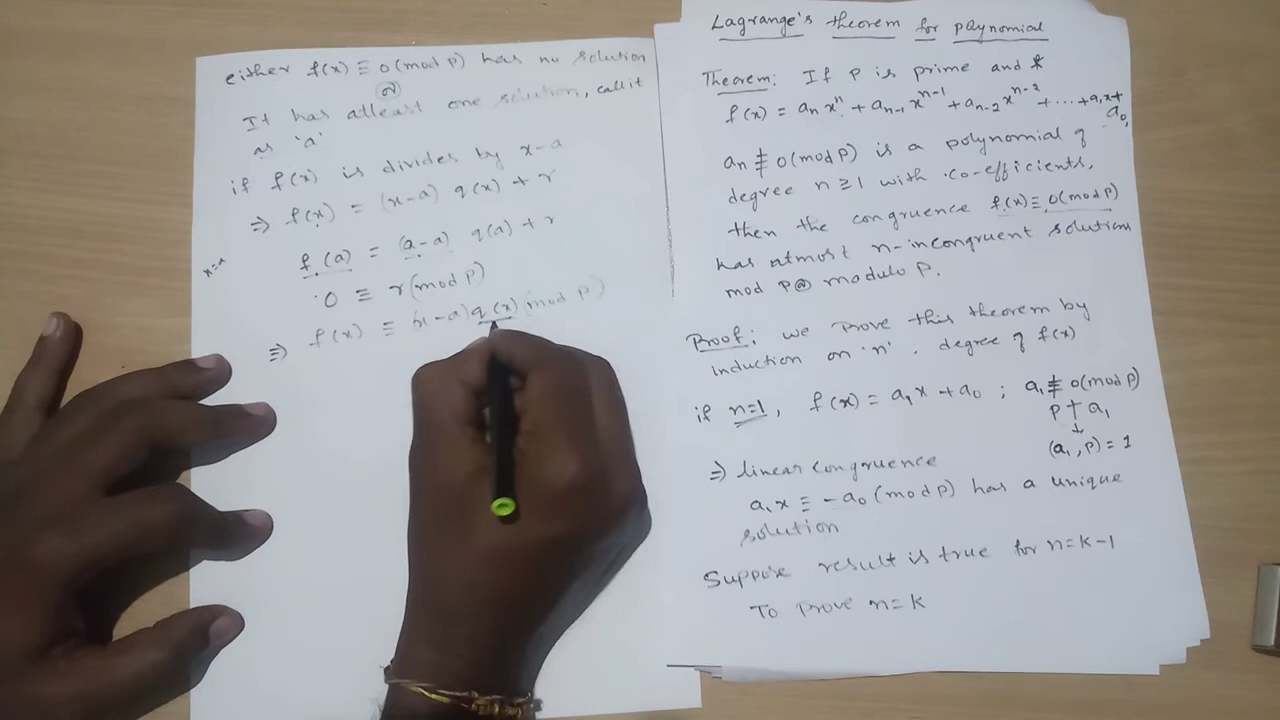 either f(x) ≡ 0 (mod p) has no solution
(or)
It has atleast one solution, call it
as 'a'
if f(x) is divides by x-a
⇒ f(x) = (x-a) q(x) + r
x=a
f(a) = (a-a) q(a) + r
0 ≡ r (mod p)
⇒ f(x) ≡ (x-a) q(x) (mod p)
Lagrange's theorem for polynomial
Theorem: If P is prime and
f(x) = aₙxⁿ + aₙ₋₁xⁿ⁻¹ + aₙ₋₂xⁿ⁻² + ... + a₁x +
a₀,
aₙ ≢ 0 (mod p) is a polynomial of
degree n ≥ 1 with co-efficients,
then the congruence f(x) ≡ 0 (mod p)
has atmost n-incongruent solutions
mod p (or) modulo P.
Proof: we prove this theorem by
induction on 'n', degree of f(x)
if n=1, f(x) = a₁x + a₀ ; a₁ ≢ 0 (mod p)
p ∤ a₁
↓
(a₁, p) = 1
⇒ linear congruence
a₁x ≡ -a₀ (mod p) has a unique
solution
Suppose result is true for n=k-1
To prove n=k